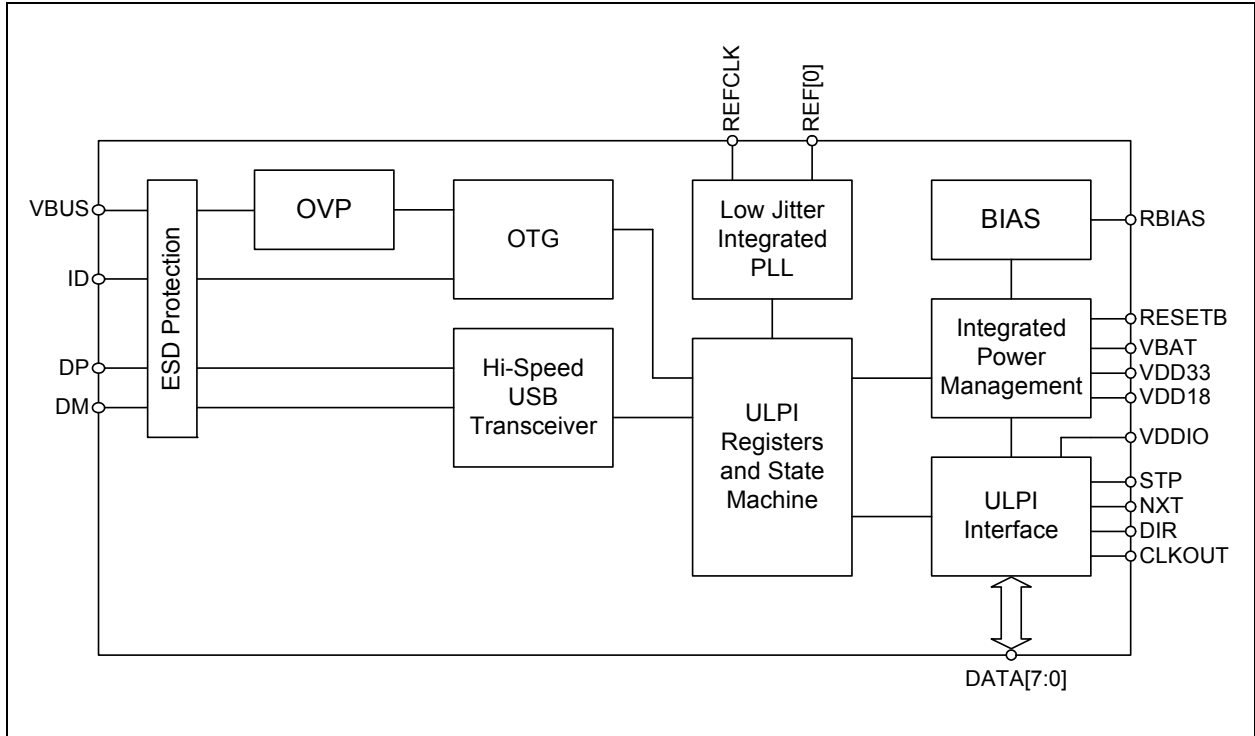 REFCLK
REF[0]
VBUS
ID
DP
DM
ESD Protection
OVP
OTG
Hi-Speed
USB
Transceiver
Low Jitter
Integrated
PLL
ULPI
Registers
and State
Machine
BIAS
Integrated
Power
Management
ULPI
Interface
RBIAS
RESETB
VBAT
VDD33
VDD18
VDDIO
STP
NXT
DIR
CLKOUT
DATA[7:0]